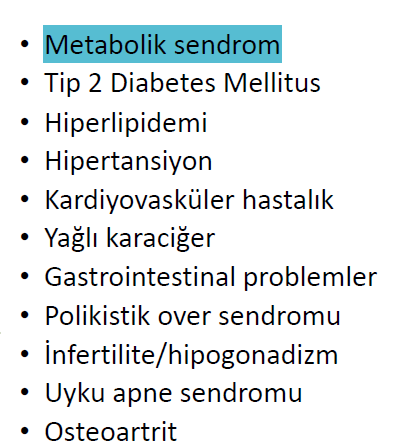 • Metabolik sendrom
• Tip 2 Diabetes Mellitus
• Hiperlipidemi
• Hipertansiyon
• Kardiyovasküler hastalık
• Yağlı karaciğer
• Gastrointestinal problemler
• Polikistik over sendromu
• İnfertilite/hipogonadizm
• Uyku apne sendromu
• Osteoartrit